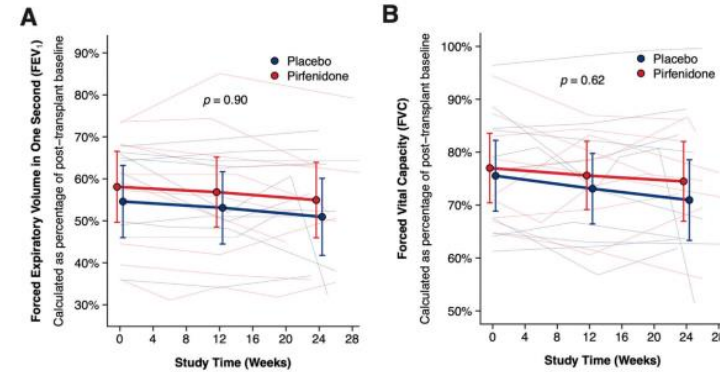 A
Forced Expiratory Volume in One Second (FEV₁)
Calculated as percentage of post-transplant baseline
90%
80%
70%
60%
50%
40%
30%
Placebo
Pirfenidone
p = 0.90
0 4 8 12 16 20 24 28
Study Time (Weeks)
B
Forced Vital Capacity (FVC)
Calculated as percentage of post-transplant baseline
100%
90%
80%
70%
60%
50%
Placebo
Pirfenidone
p = 0.62
0 4 8 12 16 20 24 28
Study Time (Weeks)